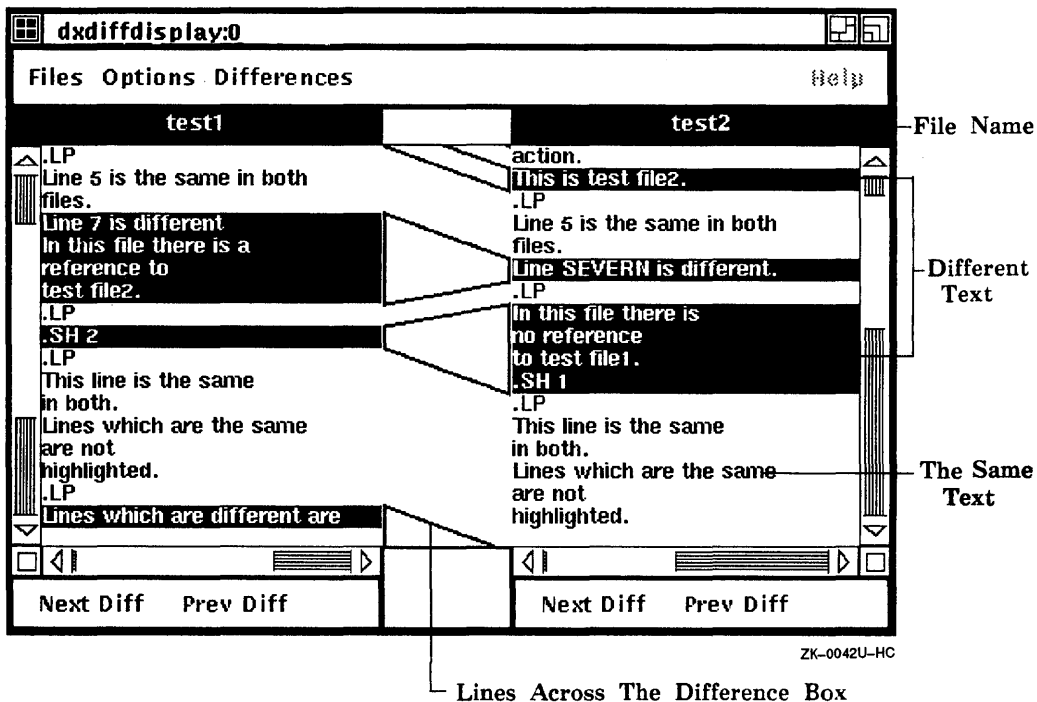 dxdiffdisplay:0
Files Options Differences Help
test1
test2
File Name
.LP
Line 5 is the same in both
files.
Line 7 is different
In this file there is a
reference to
test file2.
.LP
.SH 2
.LP
This line is the same
in both.
Lines which are the same
are not
highlighted.
.LP
Lines which are different are
action.
This is test file2.
.LP
Line 5 is the same in both
files.
Line SEVERN is different.
.LP
In this file there is
no reference
to test file1.
.SH 1
.LP
This line is the same
in both.
Lines which are the same
are not
highlighted.
Different
Text
The Same
Text
Next Diff Prev Diff
Next Diff Prev Diff
ZK-0042U-HC
Lines Across The Difference Box